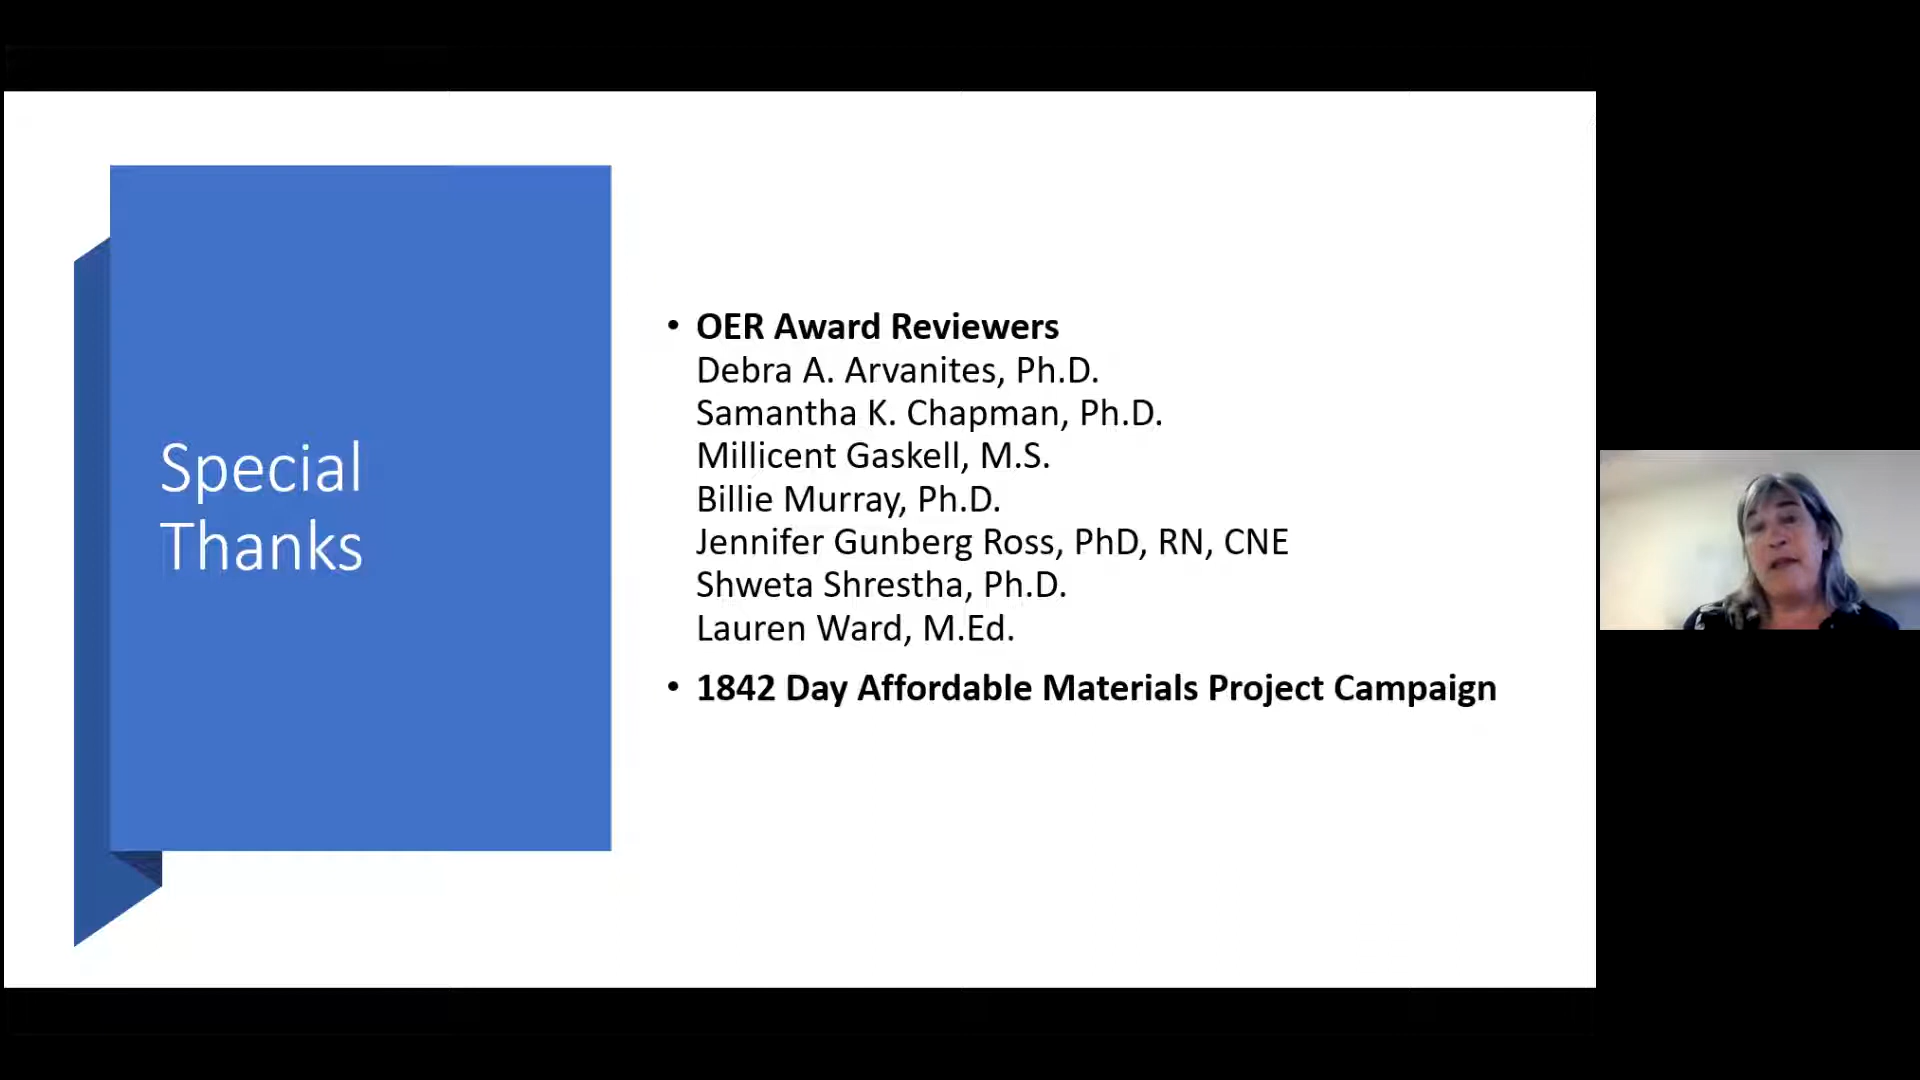 Special
Thanks
• OER Award Reviewers
Debra A. Arvanites, Ph.D.
Samantha K. Chapman, Ph.D.
Millicent Gaskell, M.S.
Billie Murray, Ph.D.
Jennifer Gunberg Ross, PhD, RN, CNE
Shweta Shrestha, Ph.D.
Lauren Ward, M.Ed.
• 1842 Day Affordable Materials Project Campaign